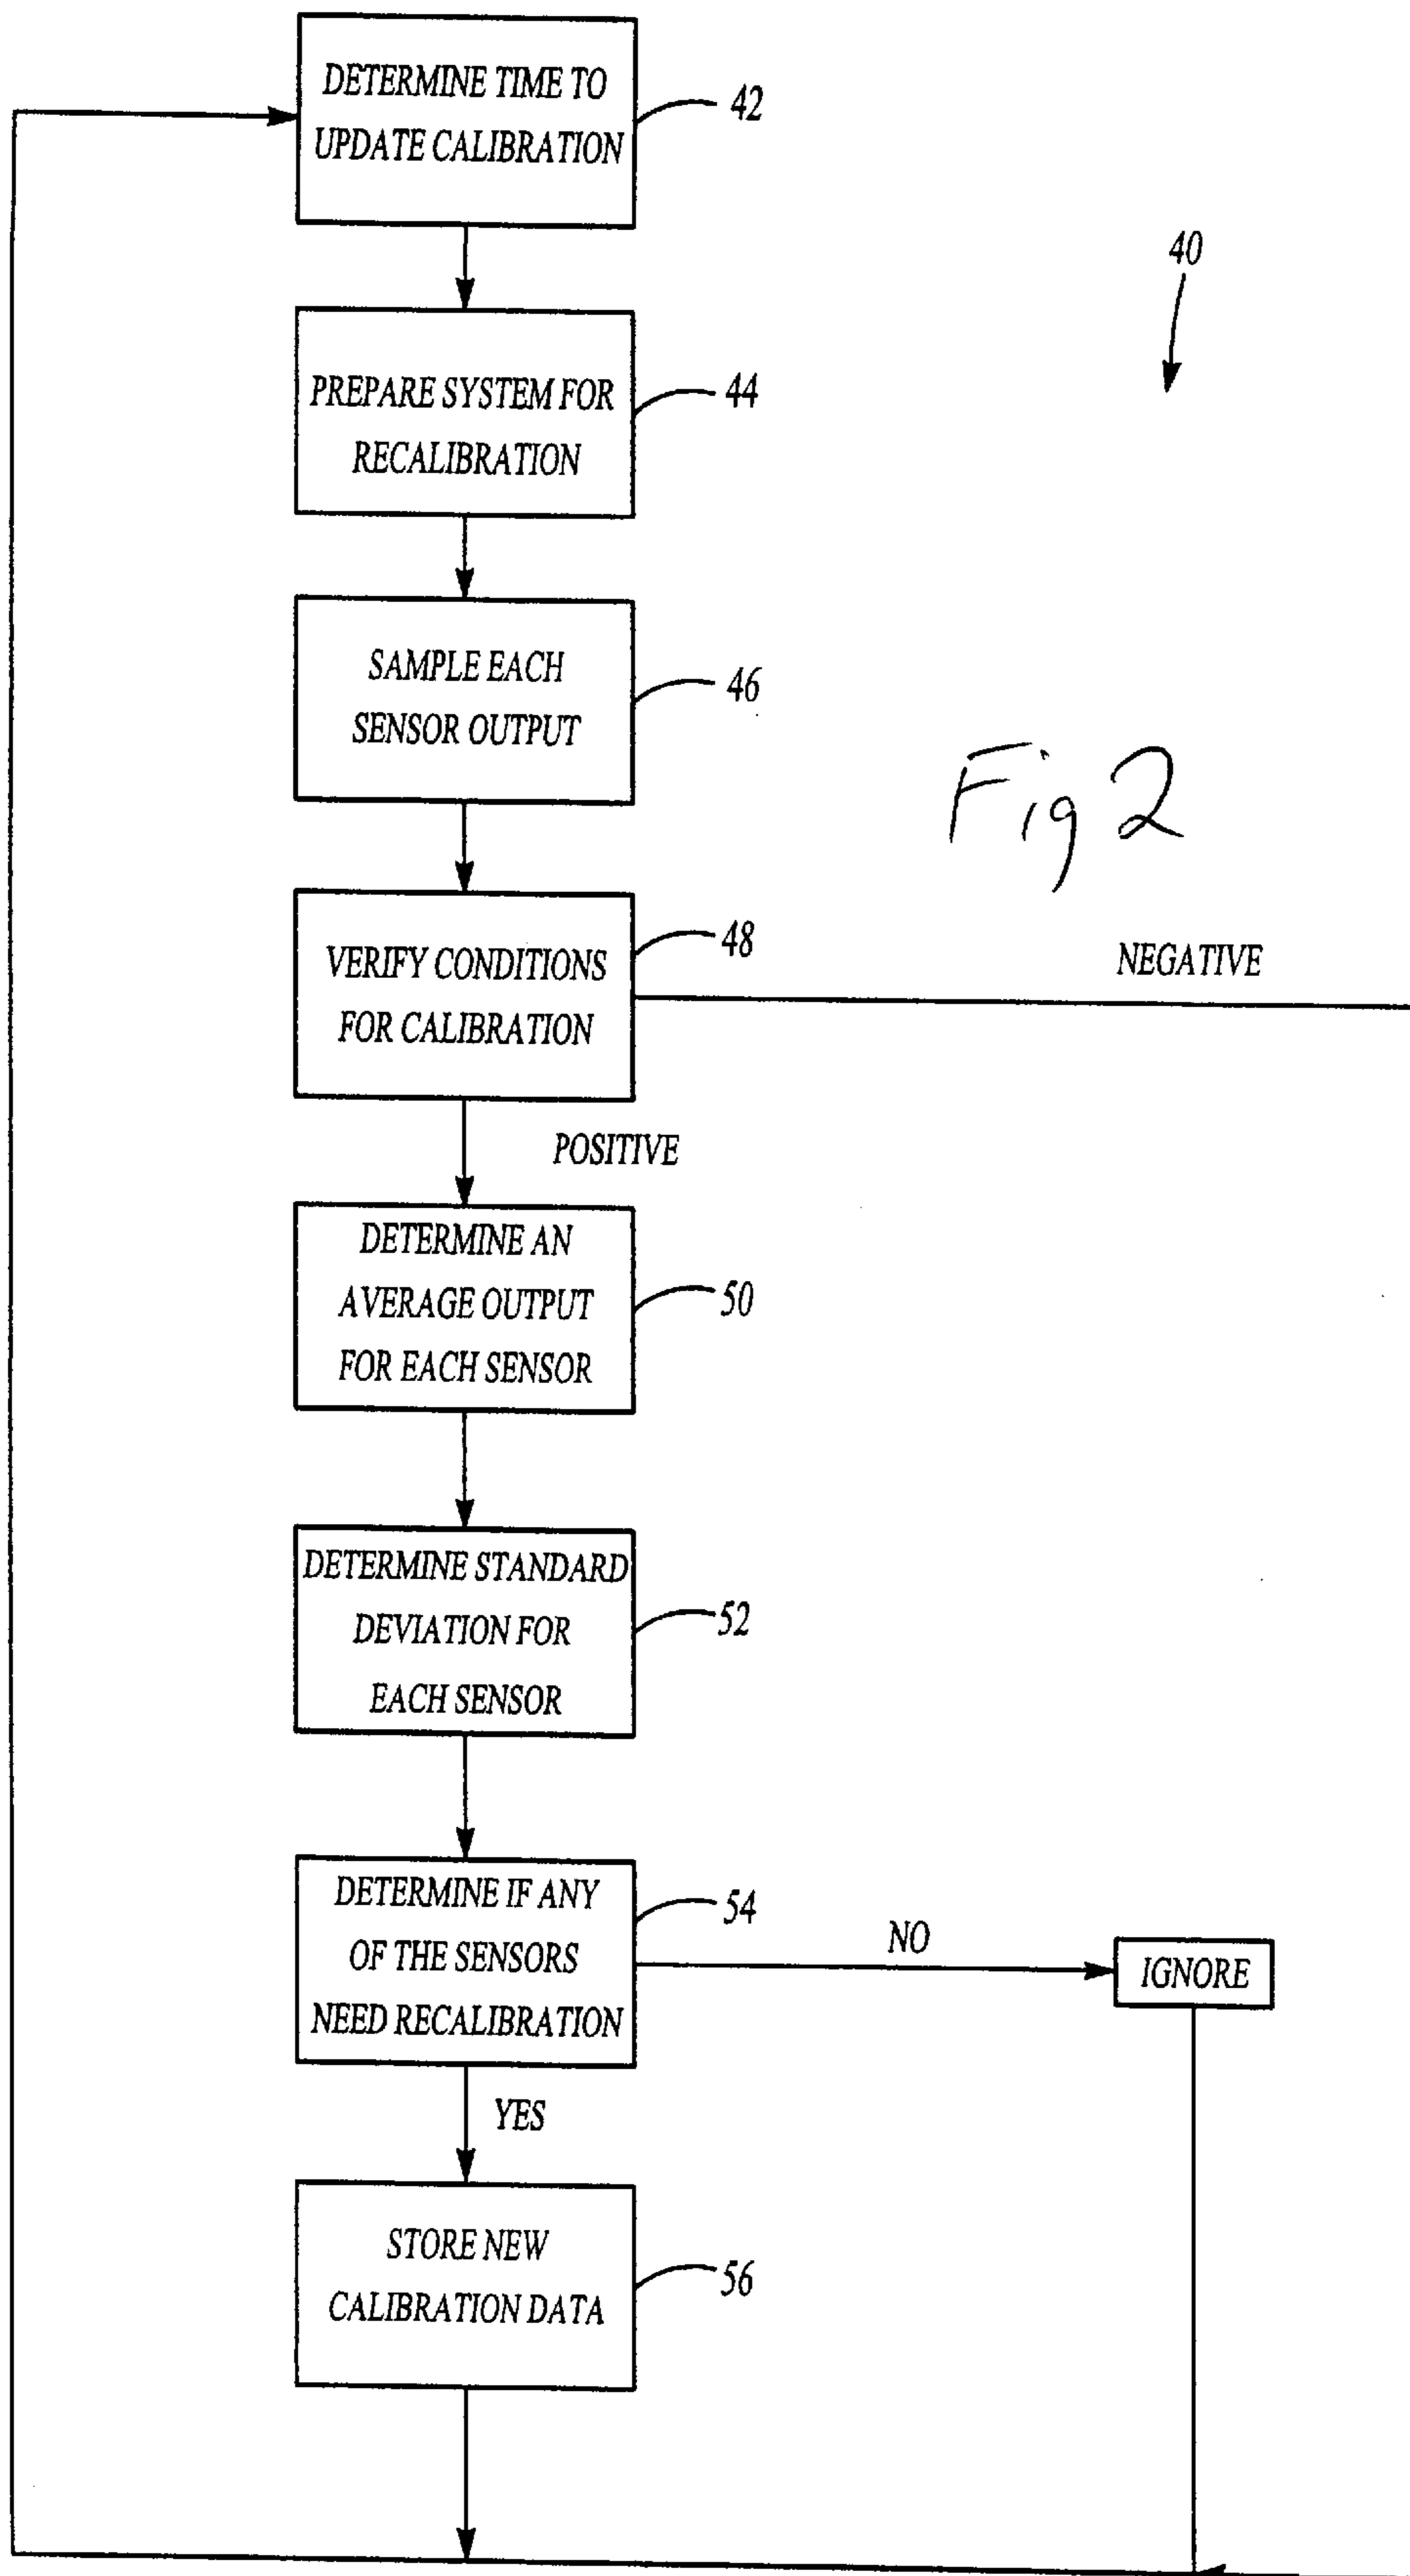 DETERMINE TIME TO
UPDATE CALIBRATION
42
40
PREPARE SYSTEM FOR
RECALIBRATION
44
SAMPLE EACH
SENSOR OUTPUT
46
Fig 2
VERIFY CONDITIONS
FOR CALIBRATION
48
NEGATIVE
POSITIVE
DETERMINE AN
AVERAGE OUTPUT
FOR EACH SENSOR
50
DETERMINE STANDARD
DEVIATION FOR
EACH SENSOR
52
DETERMINE IF ANY
OF THE SENSORS
NEED RECALIBRATION
54
NO
IGNORE
YES
STORE NEW
CALIBRATION DATA
56